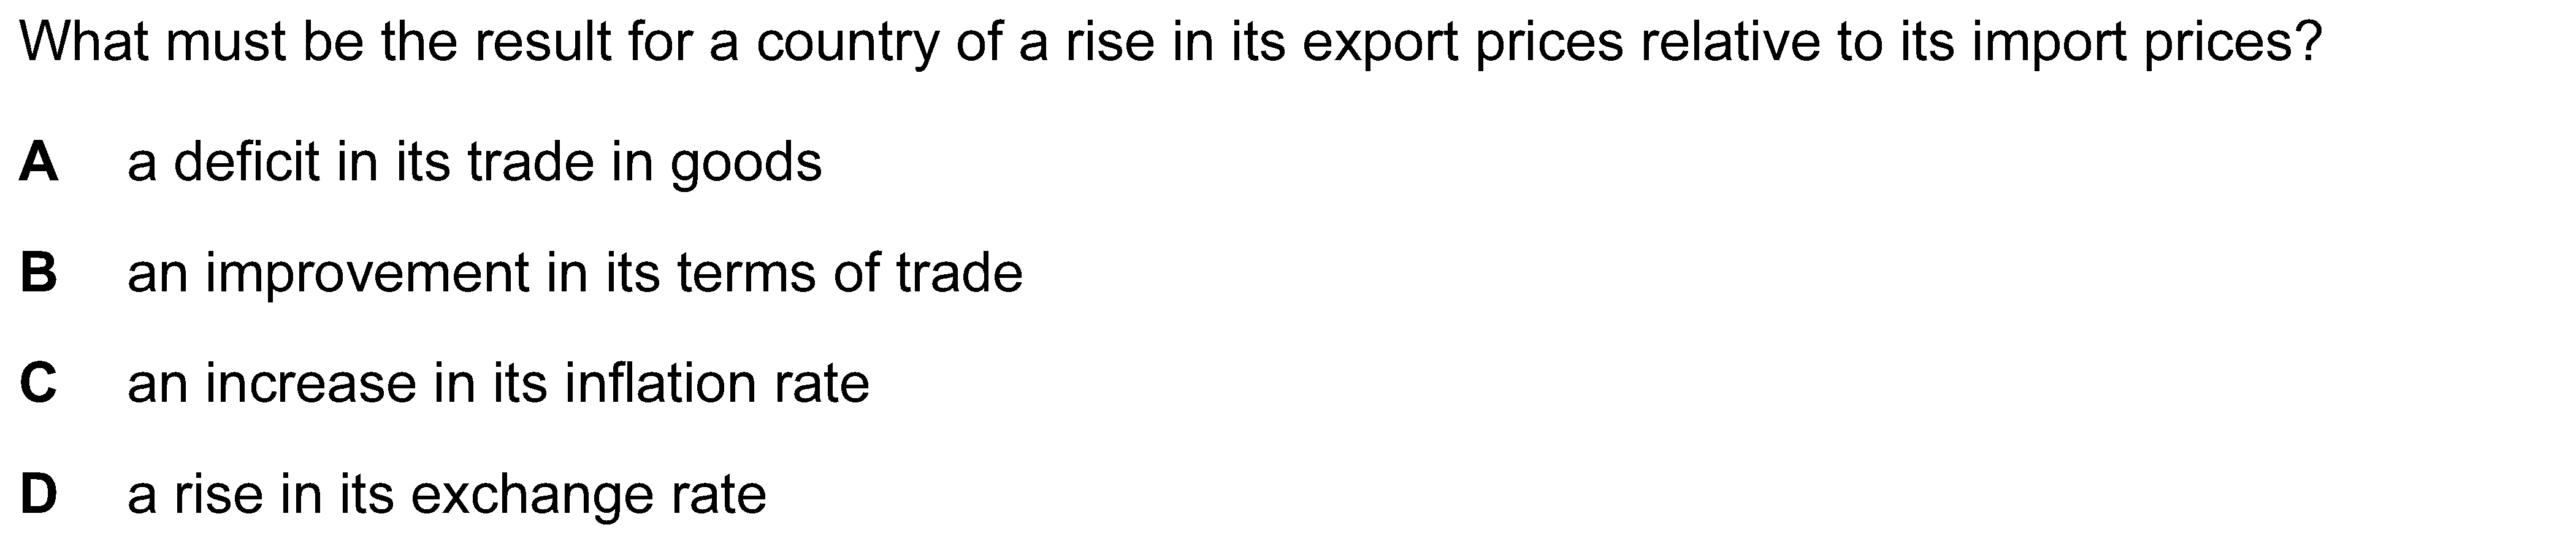 What must be the result for a country of a rise in its export prices relative to its import prices?
A a deficit in its trade in goods
B an improvement in its terms of trade
C an increase in its inflation rate
D a rise in its exchange rate